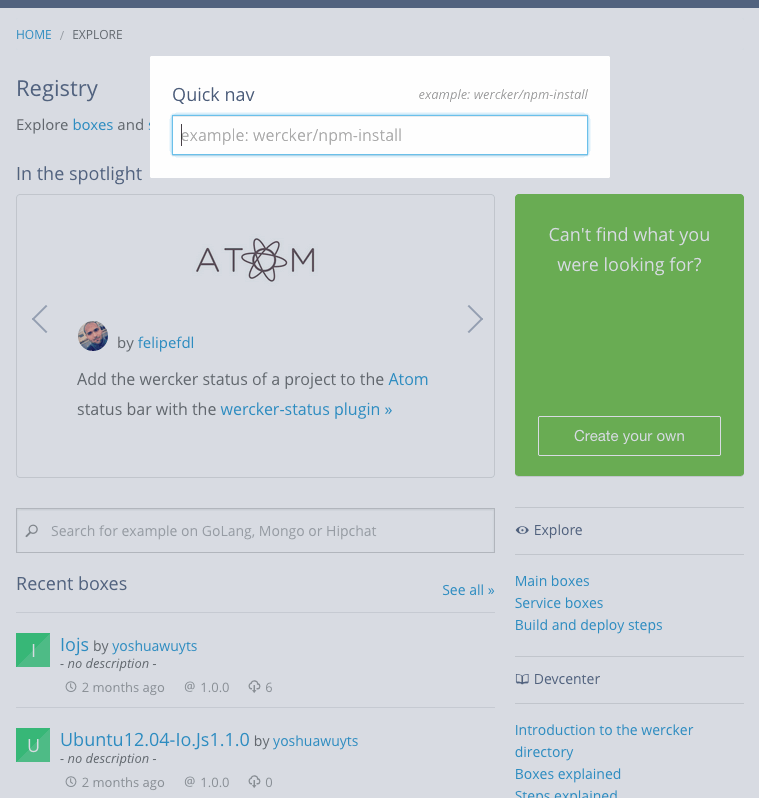 HOME / EXPLORE
Registry
Explore boxes and
Quick nav
example: wercker/npm-install
example: wercker/npm-install
In the spotlight
ATOM
by felipefdl
Add the wercker status of a project to the Atom
status bar with the wercker-status plugin »
Can't find what you
were looking for?
Create your own
Search for example on GoLang, Mongo or Hipchat
Recent boxes
See all »
I
Iojs by yoshuawuyts
- no description -
2 months ago @ 1.0.0 6
U
Ubuntu12.04-Io.Js1.1.0 by yoshuawuyts
- no description -
2 months ago @ 1.0.0 0
Explore
Main boxes
Service boxes
Build and deploy steps
Devcenter
Introduction to the wercker
directory
Boxes explained
Steps explained